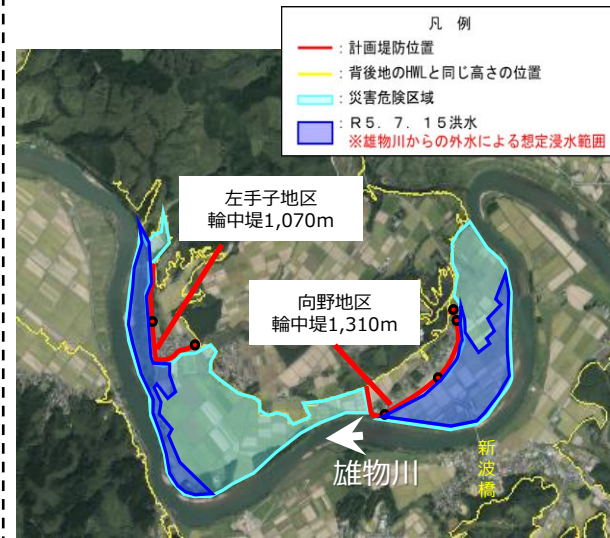 凡 例
: 計画堤防位置
: 背後地のHWLと同じ高さの位置
: 災害危険区域
: R5. 7. 15洪水
※雄物川からの外水による想定浸水範囲
左手子地区
輪中堤1,070m
向野地区
輪中堤1,310m
雄物川
新波橋